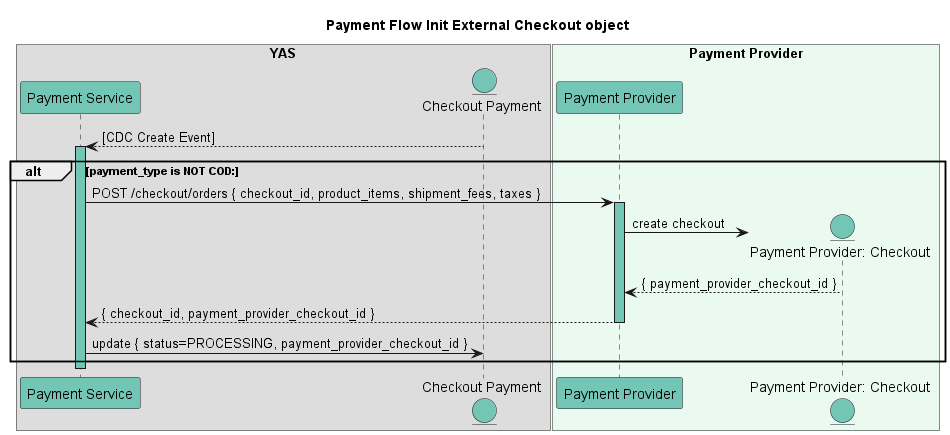 Payment Flow Init External Checkout object
YAS
Payment Provider
Payment Service
Checkout Payment
Payment Provider
[CDC Create Event]
alt
[payment_type is NOT COD:]
POST /checkout/orders { checkout_id, product_items, shipment_fees, taxes }
create checkout
Payment Provider: Checkout
{ payment_provider_checkout_id }
{ checkout_id, payment_provider_checkout_id }
update { status=PROCESSING, payment_provider_checkout_id }
Payment Service
Checkout Payment
Payment Provider
Payment Provider: Checkout